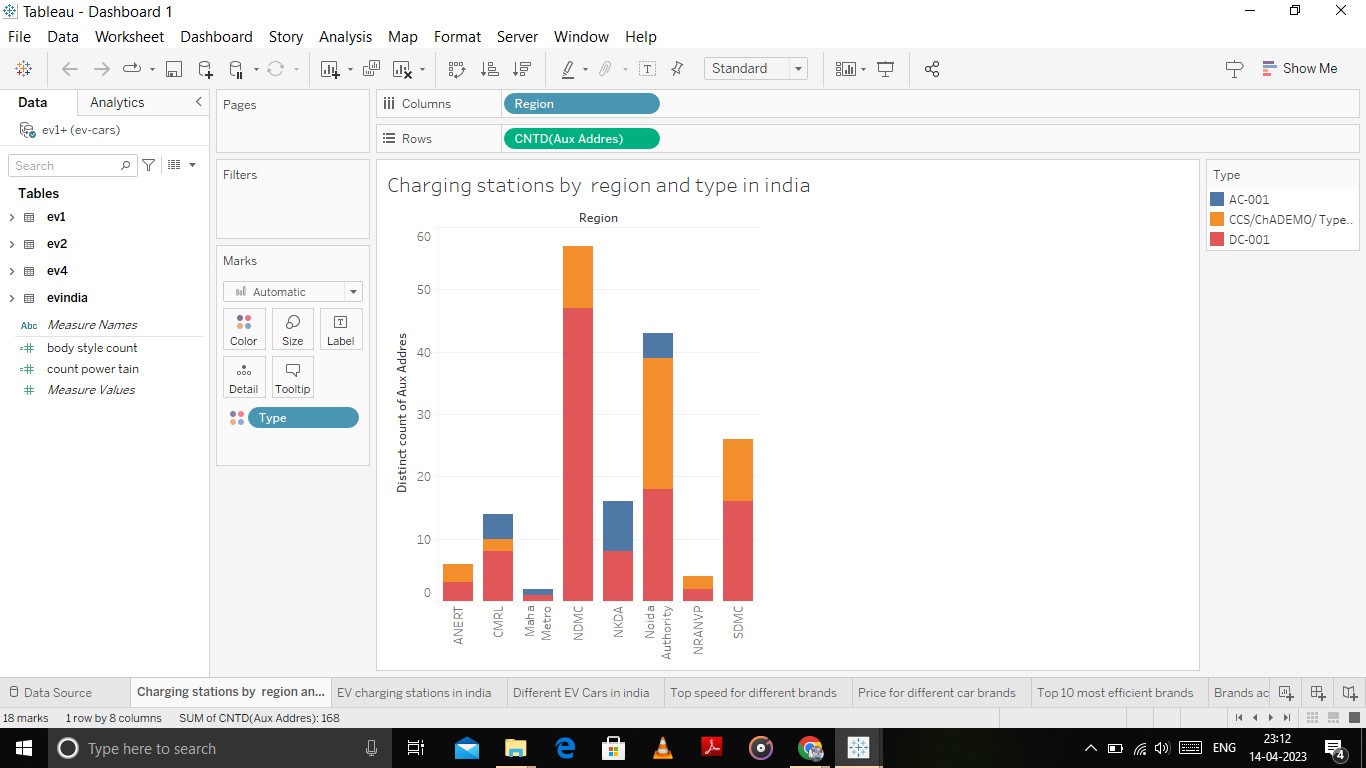 Tableau - Dashboard 1
File Data Worksheet Dashboard Story Analysis Map Format Server Window Help
Standard
Show Me
Data Analytics
Pages
Columns Region
ev1+ (ev-cars)
Rows CNTD(Aux Addres)
Search
Filters
Tables
ev1
ev2
ev4
evindia
Abc Measure Names
body style count
count power tain
Measure Values
Marks
Automatic
Color Size Label
Detail Tooltip
Type
Charging stations by region and type in india
Region
60
50
40
30
20
10
0
Distinct count of Aux Addres
ANERT
CMRL
Maha
Metro
NDMC
NKDA
Noida
Authority
NRANVP
SDMC
Type
AC-001
CCS/ChADEMO/ Type..
DC-001
Data Source Charging stations by region an... EV charging stations in india Different EV Cars in india Top speed for different brands Price for different car brands Top 10 most efficient brands Brands ac
18 marks 1 row by 8 columns SUM of CNTD(Aux Addres): 168
Type here to search
ENG
23:12
14-04-2023
4